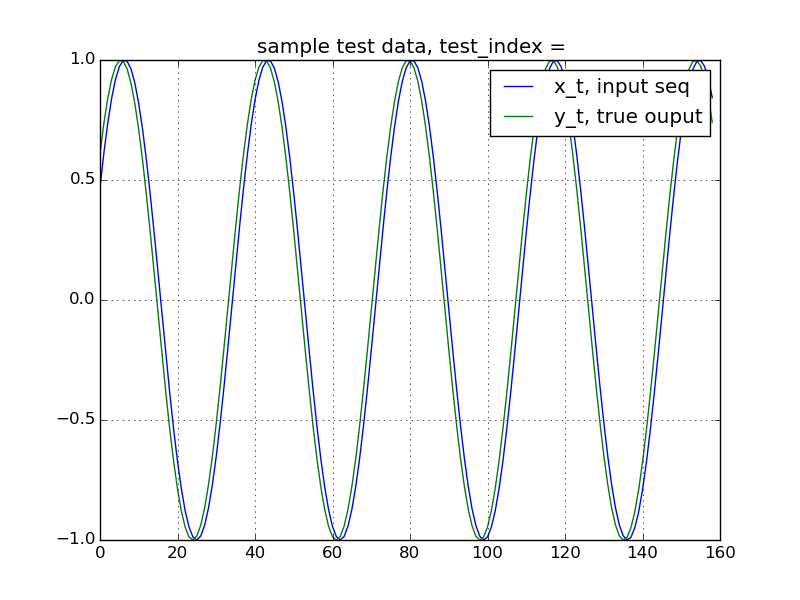 sample test data, test_index =
x_t, input seq
y_t, true ouput
1.0
0.5
0.0
−0.5
−1.0
0 20 40 60 80 100 120 140 160